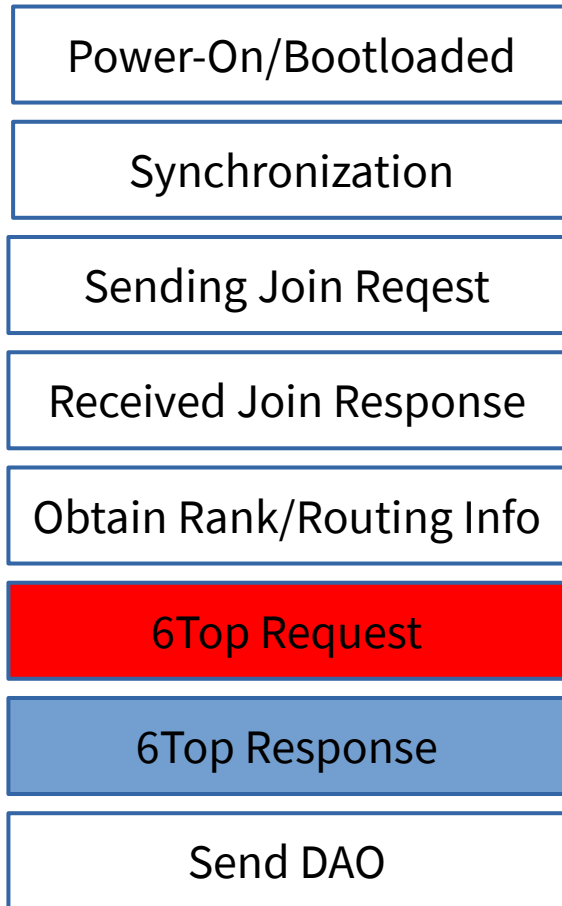 Power-On/Bootloaded
Synchronization
Sending Join Reqest
Received Join Response
Obtain Rank/Routing Info
6Top Request
6Top Response
Send DAO